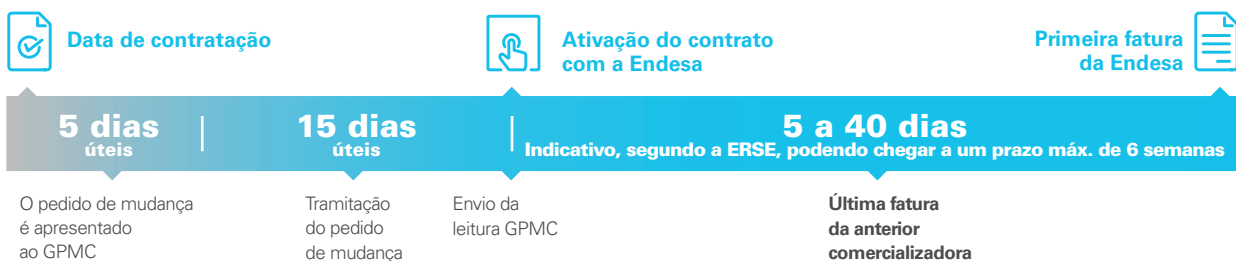 Data de contratação
Ativação do contrato
com a Endesa
Primeira fatura
da Endesa
5 dias
úteis
15 dias
úteis
5 a 40 dias
Indicativo, segundo a ERSE, podendo chegar a um prazo máx. de 6 semanas
O pedido de mudança
é apresentado
ao GPMC
Tramitação
do pedido
de mudança
Envio da
leitura GPMC
Última fatura
da anterior
comercializadora